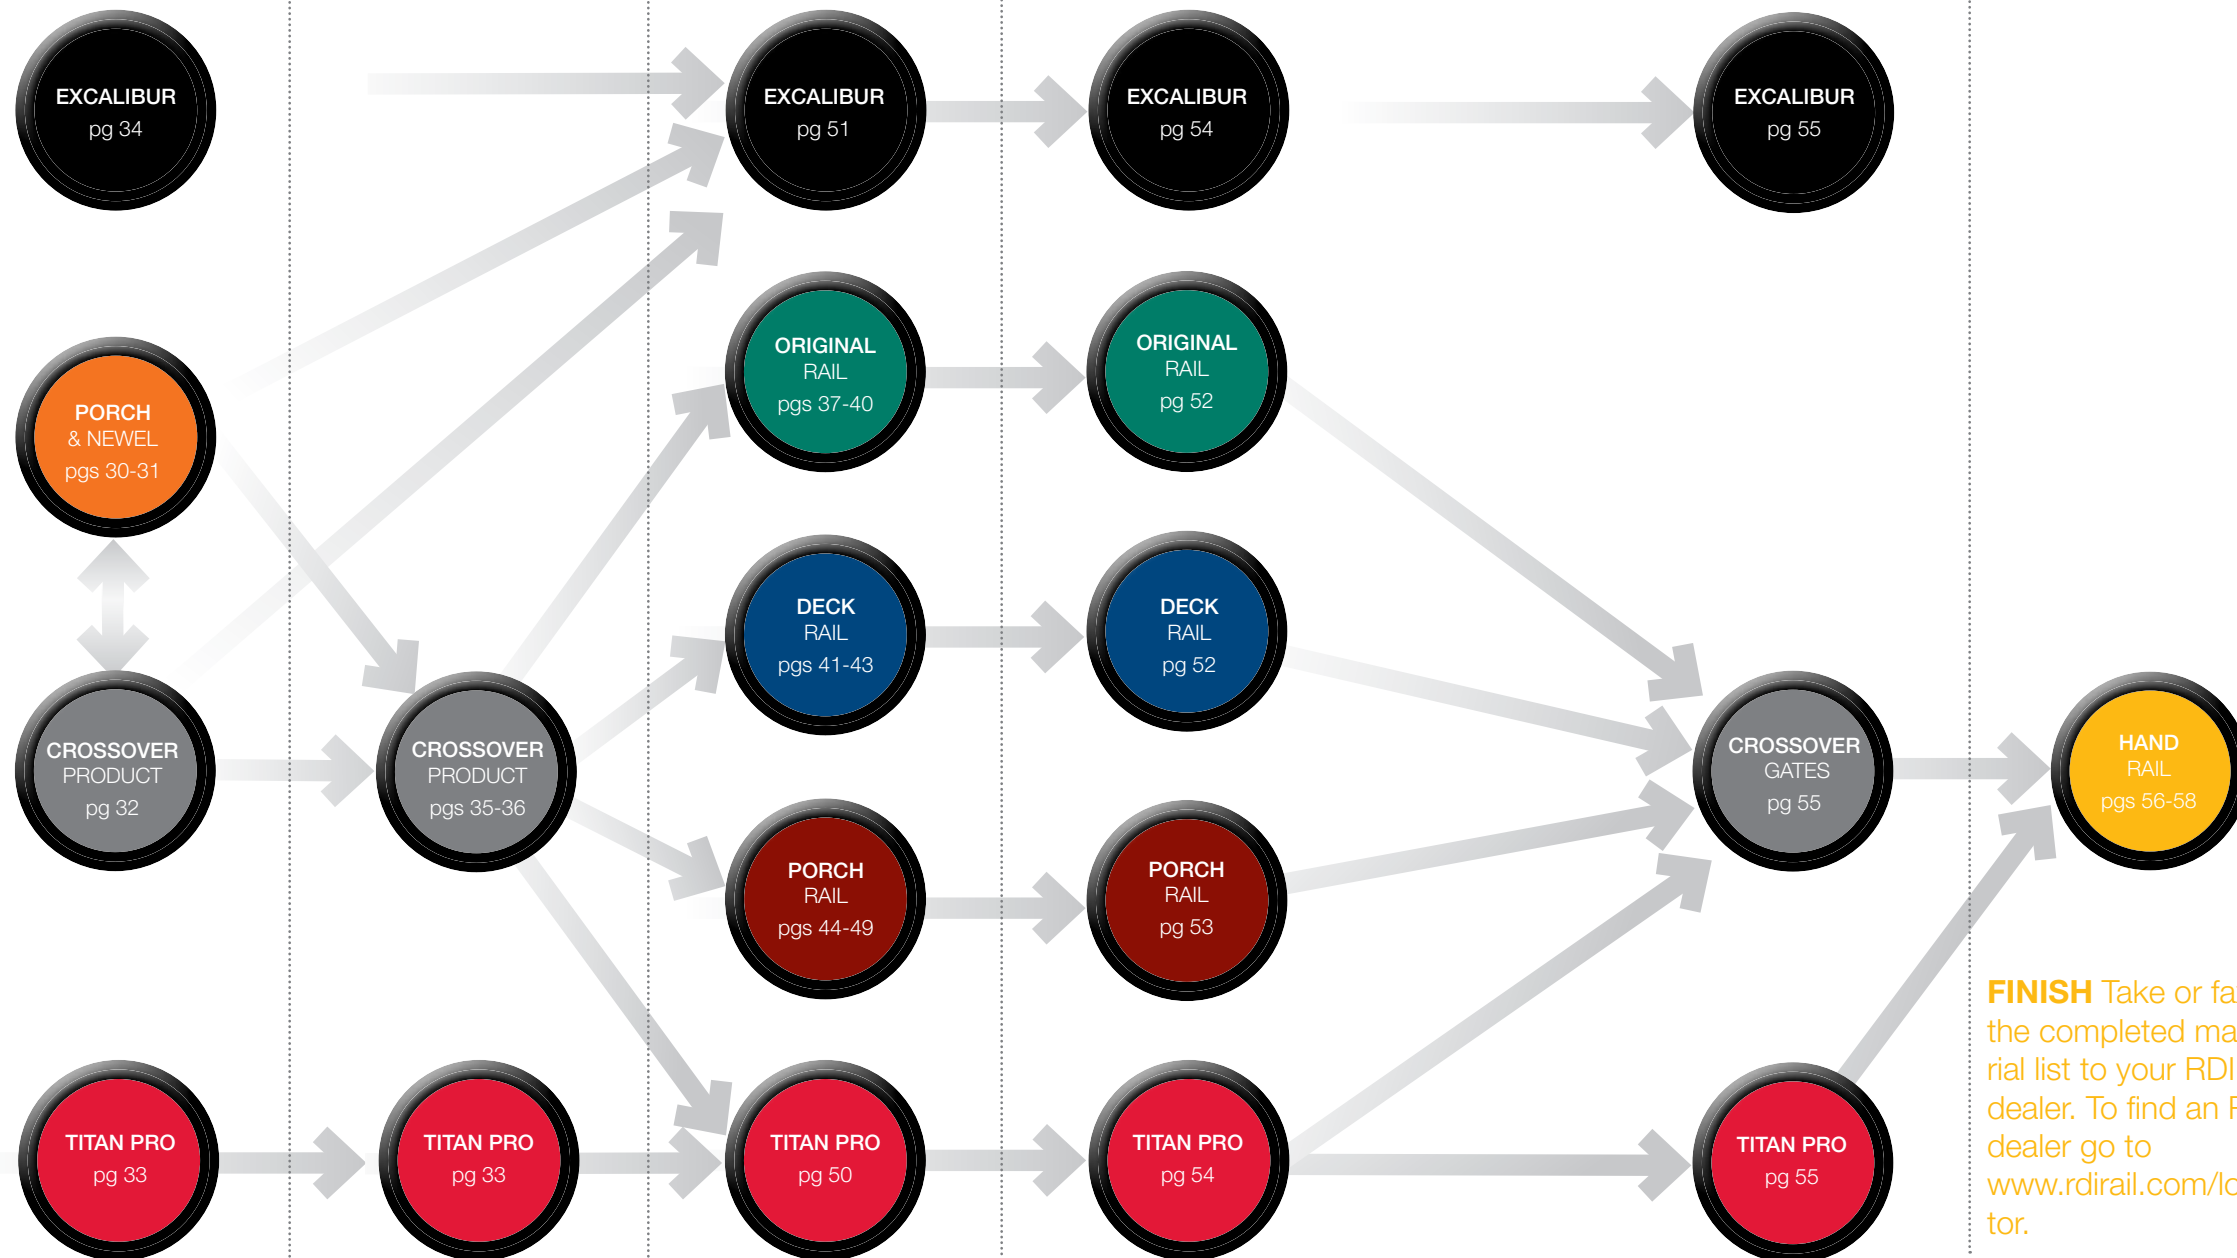 EXCALIBUR
pg 34
EXCALIBUR
pg 51
EXCALIBUR
pg 54
EXCALIBUR
pg 55
PORCH
& NEWEL
pgs 30-31
ORIGINAL
RAIL
pgs 37-40
ORIGINAL
RAIL
pg 52
DECK
RAIL
pgs 41-43
DECK
RAIL
pg 52
CROSSOVER
PRODUCT
pg 32
CROSSOVER
PRODUCT
pgs 35-36
CROSSOVER
GATES
pg 55
HAND
RAIL
pgs 56-58
PORCH
RAIL
pgs 44-49
PORCH
RAIL
pg 53
TITAN PRO
pg 33
TITAN PRO
pg 33
TITAN PRO
pg 50
TITAN PRO
pg 54
TITAN PRO
pg 55
FINISH Take or fa
the completed ma
rial list to your RDI
dealer. To find an
dealer go to
www.rdirail.com/lo
tor.